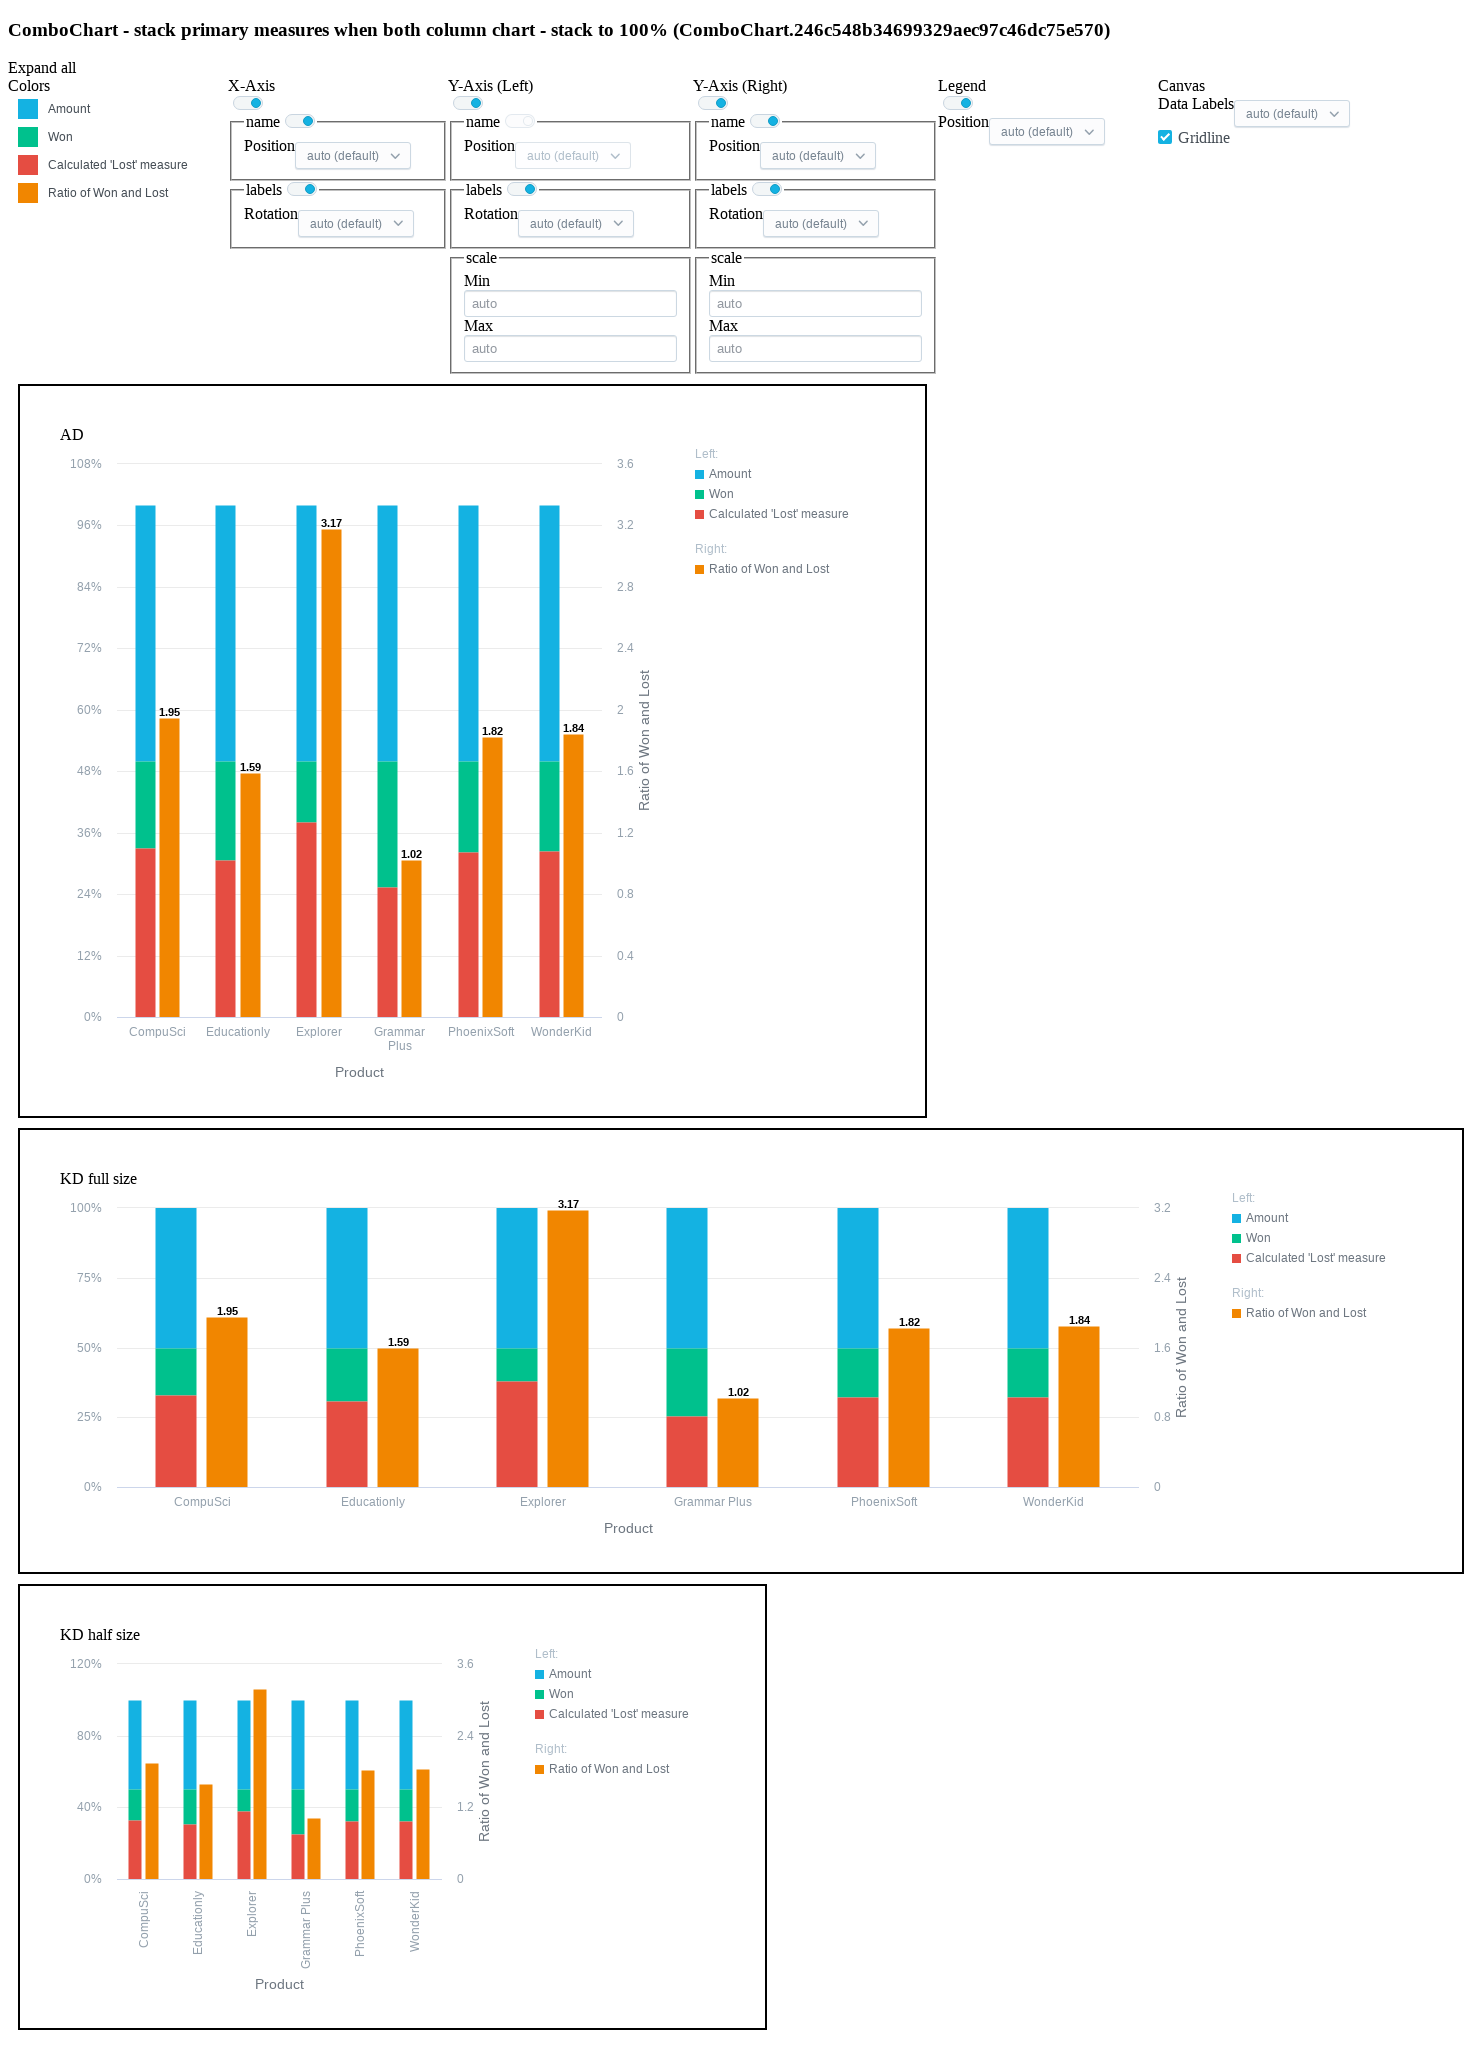 ComboChart - stack primary measures when both column chart - stack to 100% (ComboChart.246c548b34699329aec97c46dc75e570)
Expand all
Colors
Amount
Won
Calculated 'Lost' measure
Ratio of Won and Lost
X-Axis
name
Position auto (default)
labels
Rotation auto (default)
Y-Axis (Left)
name
Position auto (default)
labels
Rotation auto (default)
scale
Min
auto
Max
auto
Y-Axis (Right)
name
Position auto (default)
labels
Rotation auto (default)
scale
Min
auto
Max
auto
Legend
Position auto (default)
Canvas
Data Labels auto (default)
Gridline
AD
108%
96%
84%
72%
60%
48%
36%
24%
12%
0%
1.95
1.59
3.17
1.02
1.82
1.84
3.6
3.2
2.8
2.4
2
1.6
1.2
0.8
0.4
0
Ratio of Won and Lost
CompuSci
Educationly
Explorer
Grammar
Plus
PhoenixSoft
WonderKid
Product
Left:
Amount
Won
Calculated 'Lost' measure
Right:
Ratio of Won and Lost
KD full size
100%
75%
50%
25%
0%
1.95
1.59
3.17
1.02
1.82
1.84
3.2
2.4
1.6
0.8
0
Ratio of Won and Lost
CompuSci
Educationly
Explorer
Grammar Plus
PhoenixSoft
WonderKid
Product
Left:
Amount
Won
Calculated 'Lost' measure
Right:
Ratio of Won and Lost
KD half size
120%
80%
40%
0%
3.6
2.4
1.2
0
Ratio of Won and Lost
CompuSci
Educationly
Explorer
Grammar Plus
PhoenixSoft
WonderKid
Product
Left:
Amount
Won
Calculated 'Lost' measure
Right:
Ratio of Won and Lost